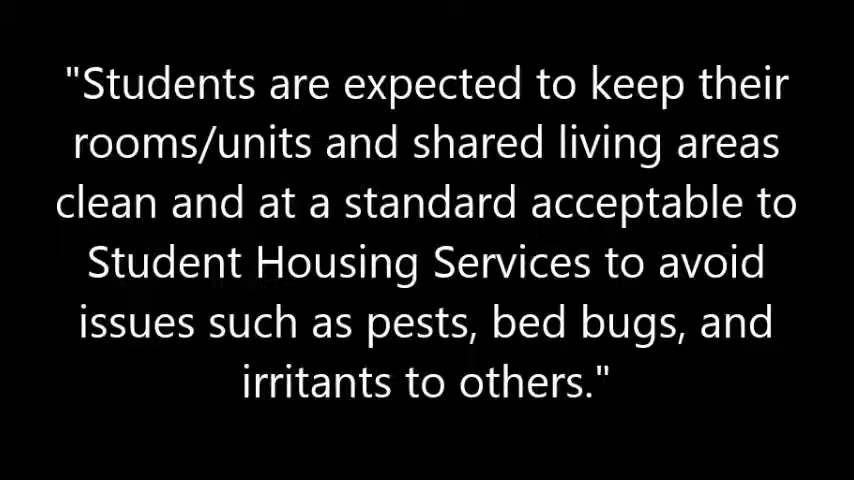 "Students are expected to keep their
rooms/units and shared living areas
clean and at a standard acceptable to
Student Housing Services to avoid
issues such as pests, bed bugs, and
irritants to others."